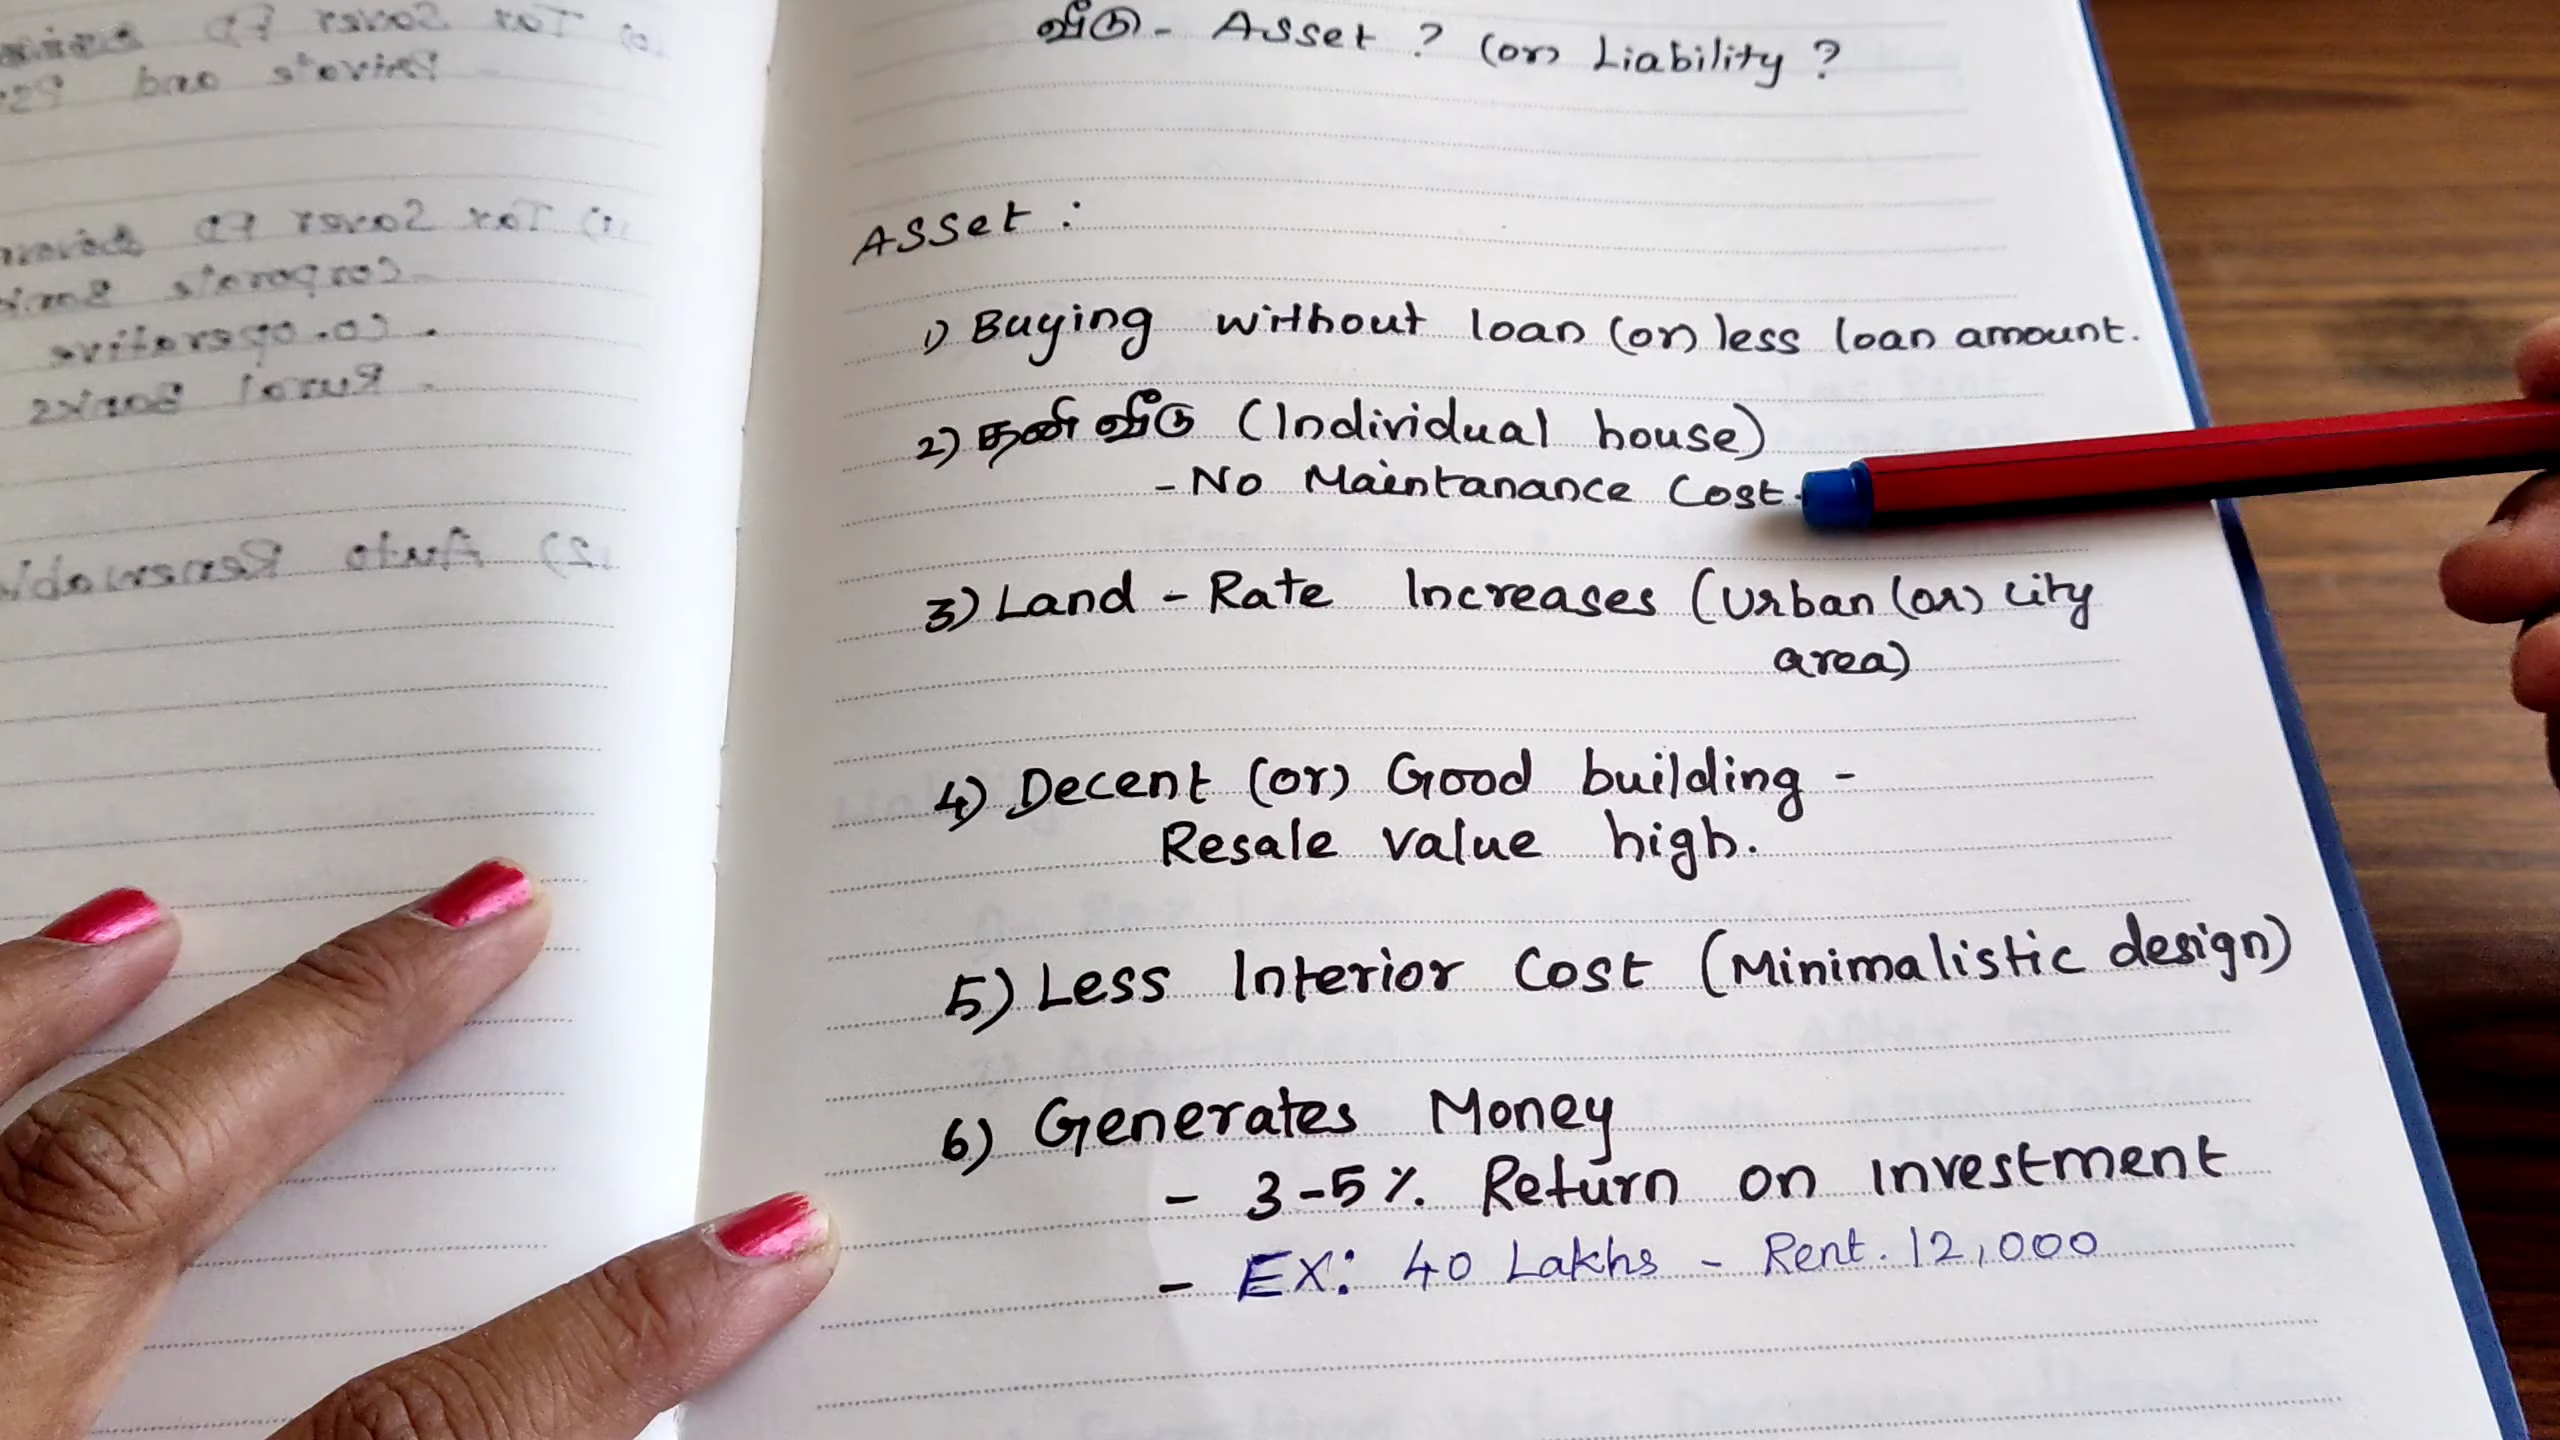 வீடு - Asset ? (or) Liability ?
Asset :
1) Buying without loan (or) less loan amount.
2) தனி வீடு (Individual house)
- No Maintanance Cost.
3) Land - Rate Increases (Urban (or) city
area)
4) Decent (or) Good building -
Resale value high.
5) Less Interior Cost (Minimalistic design)
6) Generates Money
- 3-5% Return on investment
- EX: 40 Lakhs - Rent. 12,000